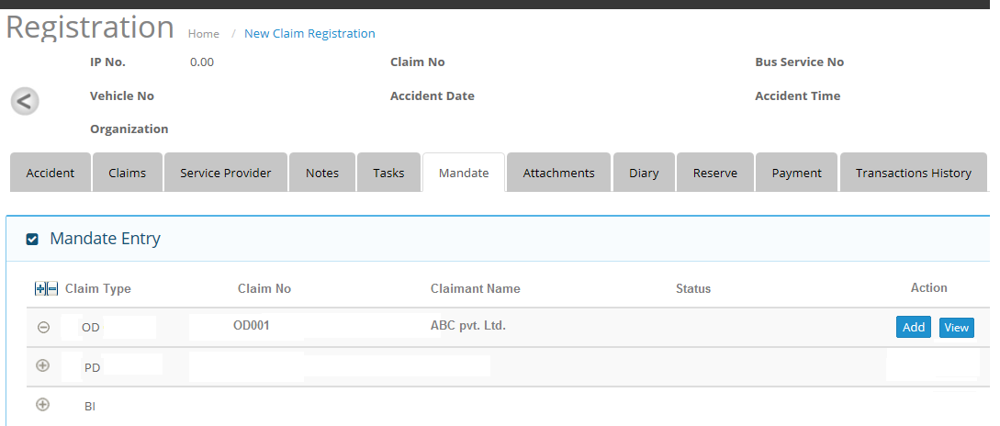 Registration Home / New Claim Registration
IP No. 0.00 Claim No Bus Service No
Vehicle No Accident Date Accident Time
Organization
Accident Claims Service Provider Notes Tasks Mandate Attachments Diary Reserve Payment Transactions History
Mandate Entry
Claim Type Claim No Claimant Name Status Action
OD OD001 ABC pvt. Ltd. Add View
PD
BI